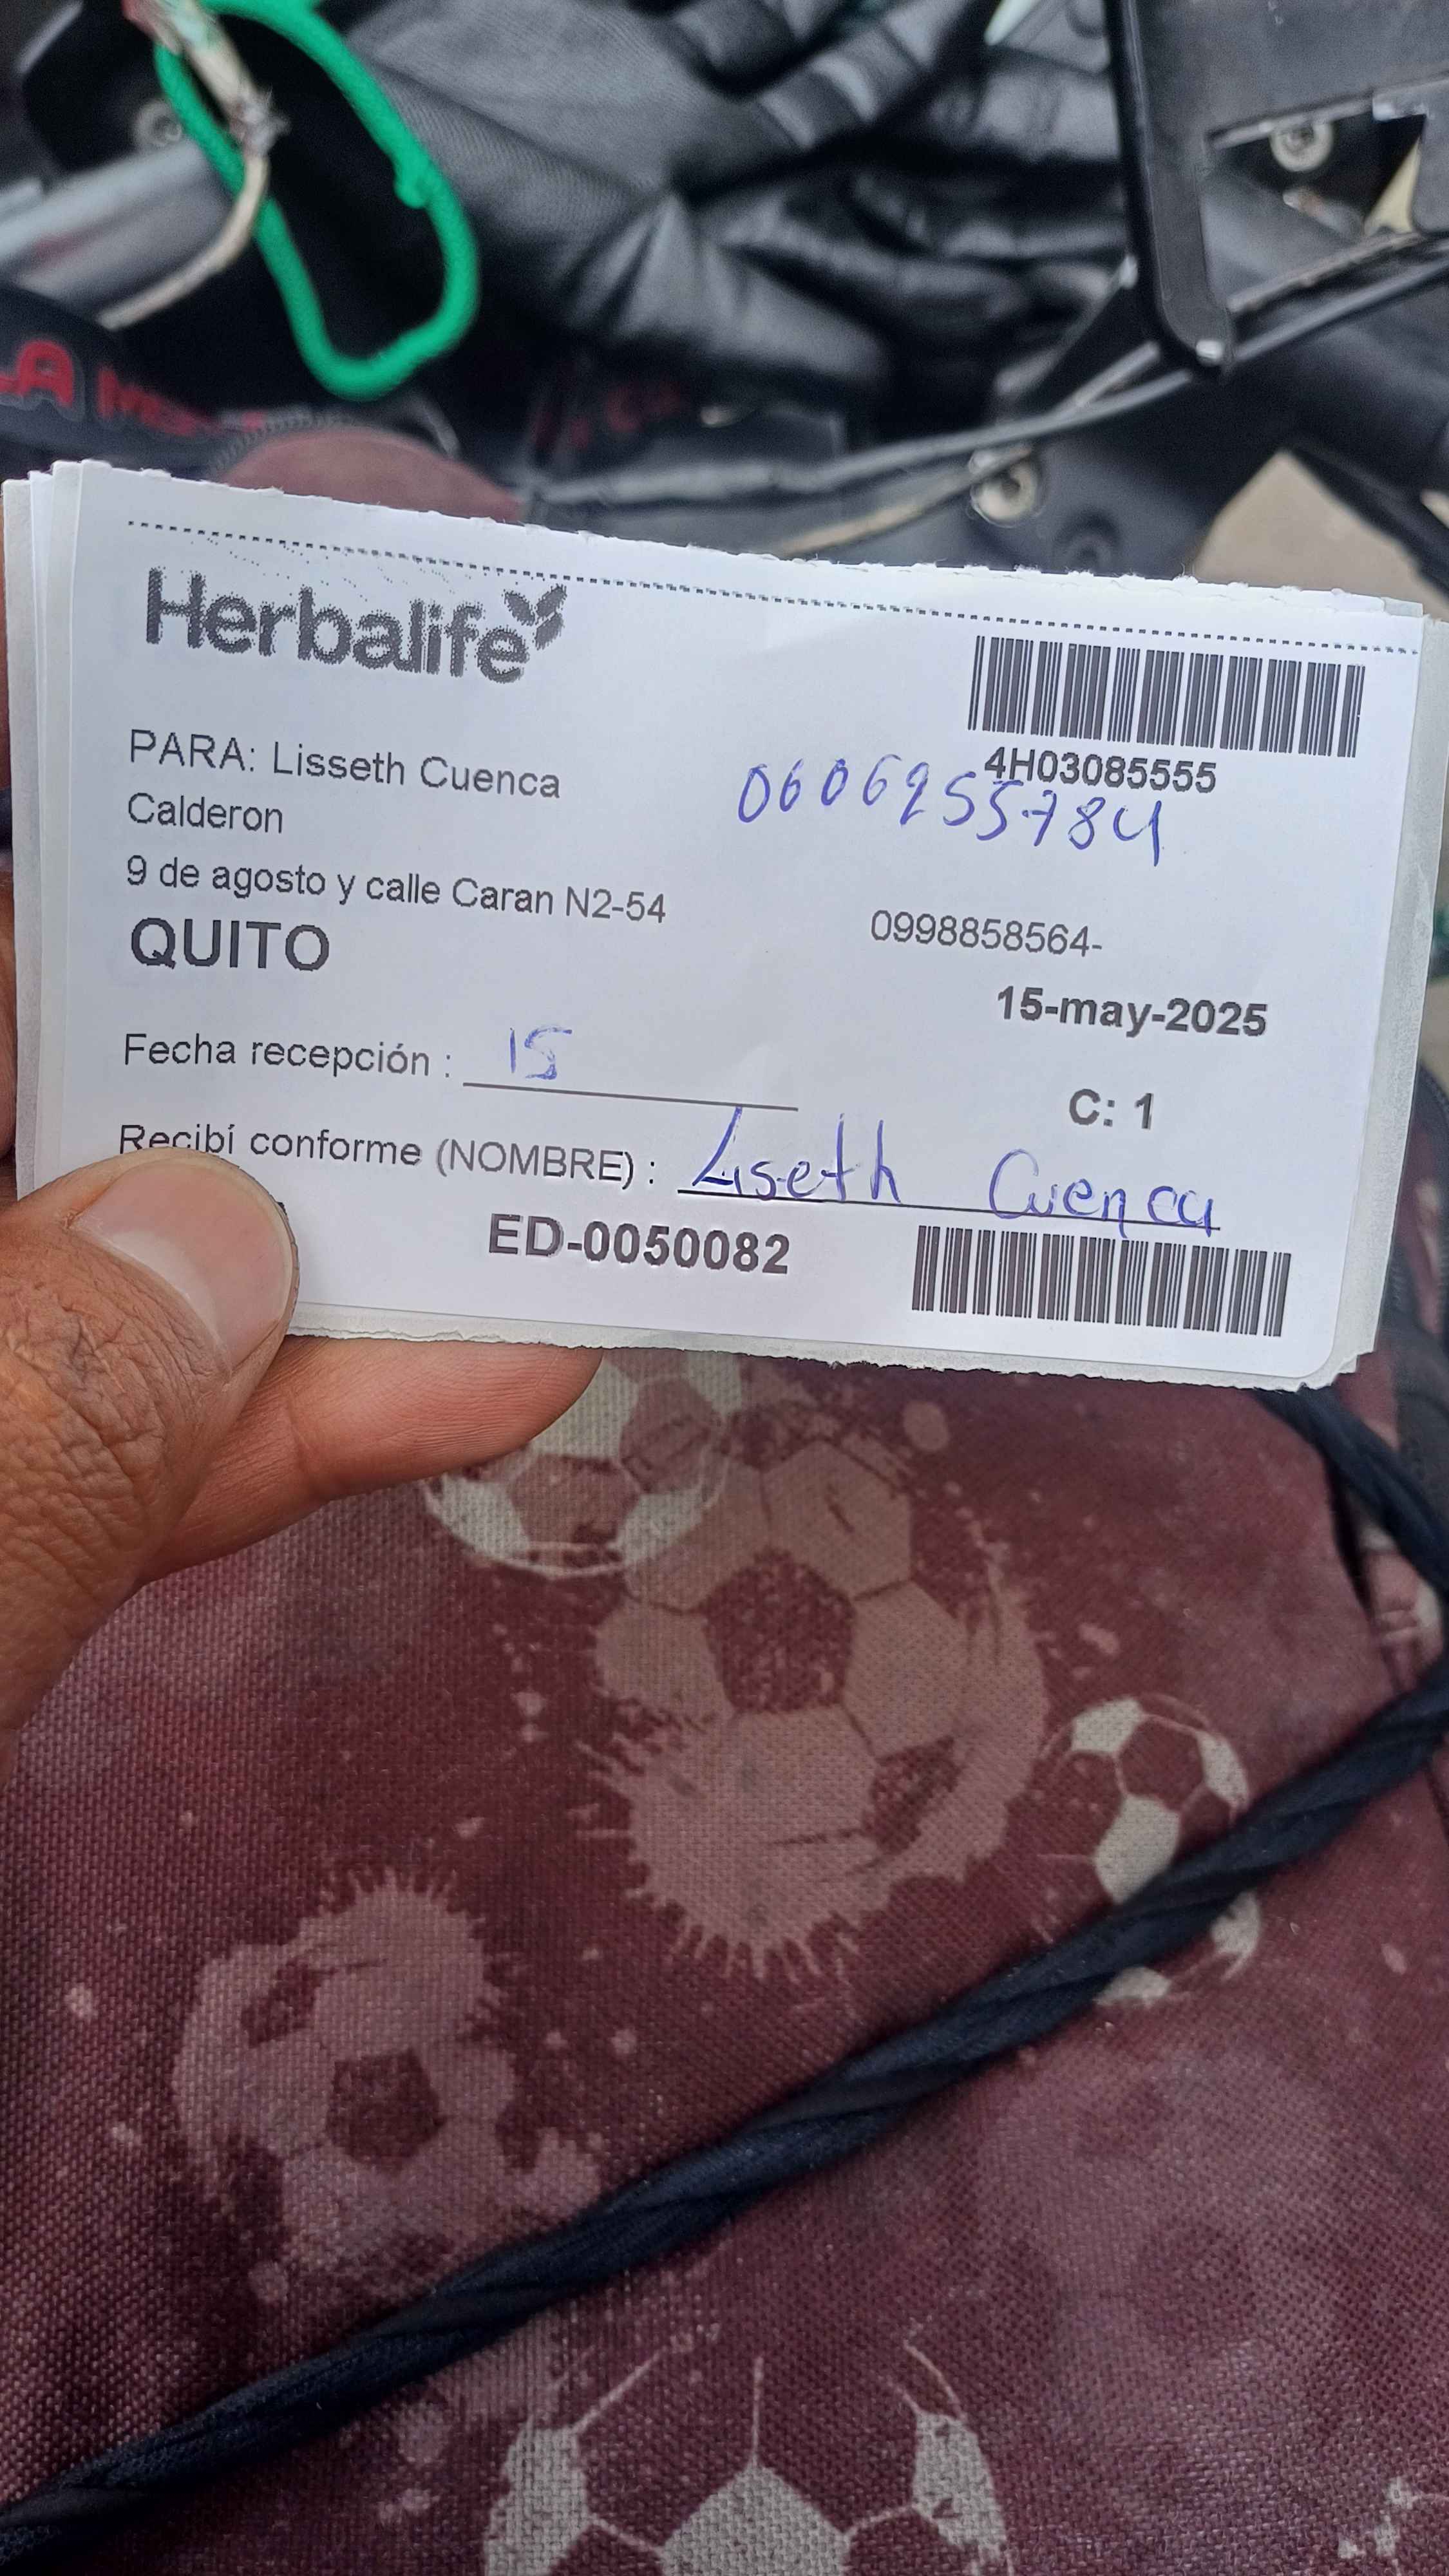 Herbalife
4H03085555
PARA: Lisseth Cuenca
0606255784
Calderon
9 de agosto y calle Caran N2-54
0998858564-
QUITO
15-may-2025
Fecha recepción : 15
C: 1
Recibí conforme (NOMBRE) : Liseth Cuenca
ED-0050082